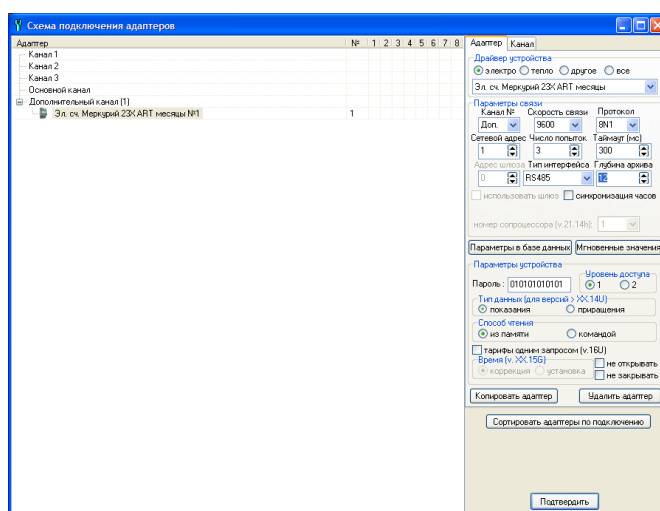 Схема подключения адаптеров
Адаптер № 1 2 3 4 5 6 7 8
Канал 1
Канал 2
Канал 3
Основной канал
Дополнительный канал (1)
Эл. сч. Меркурий 23X ART месяцы №1 1
Адаптер Канал
Драйвер устройства
электро тепло другое все
Эл. сч. Меркурий 23X ART месяцы
Параметры связи
Канал № Скорость связи Протокол
Доп. 9600 8N1
Сетевой адрес Число попыток Таймаут (мс)
1 3 300
Адрес шлюза Тип интерфейса Глубина архива
0 RS485 12
использовать шлюз синхронизация часов
номер сопроцессора (v.21.14h): 1
Параметры в базе данных Мгновенные значения
Параметры устройства
Уровень доступа
Пароль : 010101010101 1 2
Тип данных (для версий > XX.14U)
показания приращения
Способ чтения
из памяти командой
тарифы одним запросом (v.16U)
Время (v. XX.15G)
коррекция установка
не открывать
не закрывать
Копировать адаптер Удалить адаптер
Сортировать адаптеры по подключению
Подтвердить